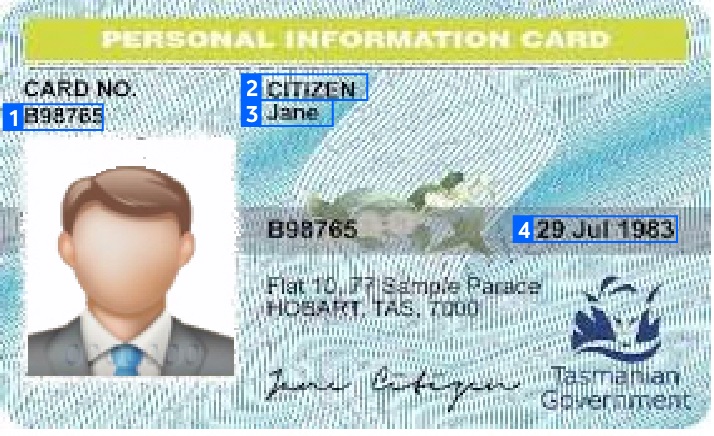 PERSONAL INFORMATION CARD
CARD NO.
1 B98765
2 CITIZEN
3 Jane
B98765
4 29 Jul 1983
Flat 10, 77 Sample Parade
HOBART, TAS, 7000
Jane Citizen
Tasmanian
Government